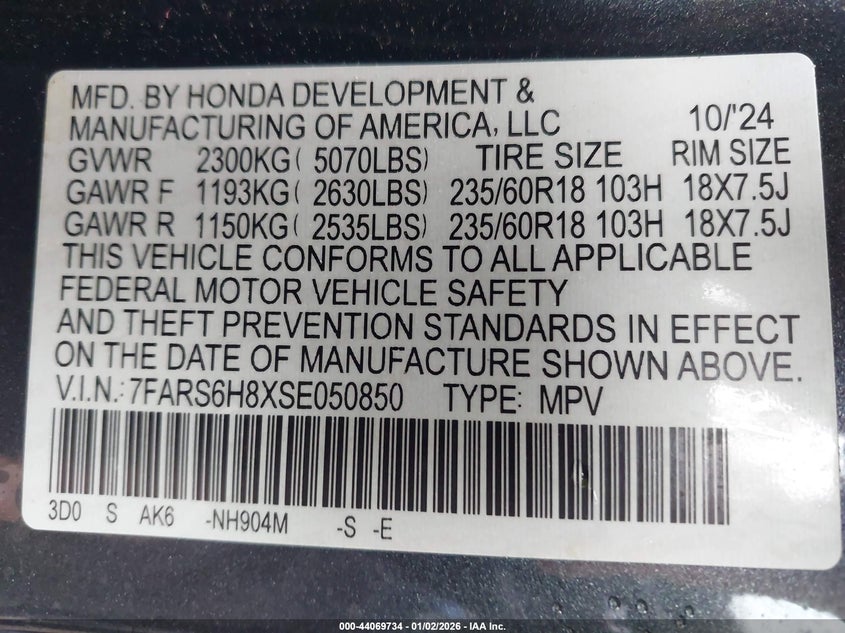 MFD. BY HONDA DEVELOPMENT &
MANUFACTURING OF AMERICA, LLC 10/'24
GVWR 2300KG( 5070LBS) TIRE SIZE RIM SIZE
GAWR F 1193KG( 2630LBS) 235/60R18 103H 18X7.5J
GAWR R 1150KG( 2535LBS) 235/60R18 103H 18X7.5J
THIS VEHICLE CONFORMS TO ALL APPLICABLE
FEDERAL MOTOR VEHICLE SAFETY
AND THEFT PREVENTION STANDARDS IN EFFECT
ON THE DATE OF MANUFACTURE SHOWN ABOVE.
V.I.N.: 7FARS6H8XSE050850 TYPE: MPV
3D0 S AK6 -NH904M -S -E
000-44069734 - 01/02/2026 - IAA Inc.